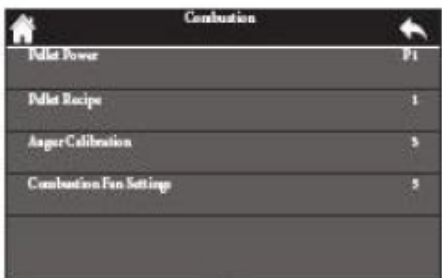 Combustion
Pellet Power P1
Pellet Recipe 1
Auger Calibration 5
Combustion Fan Settings 5